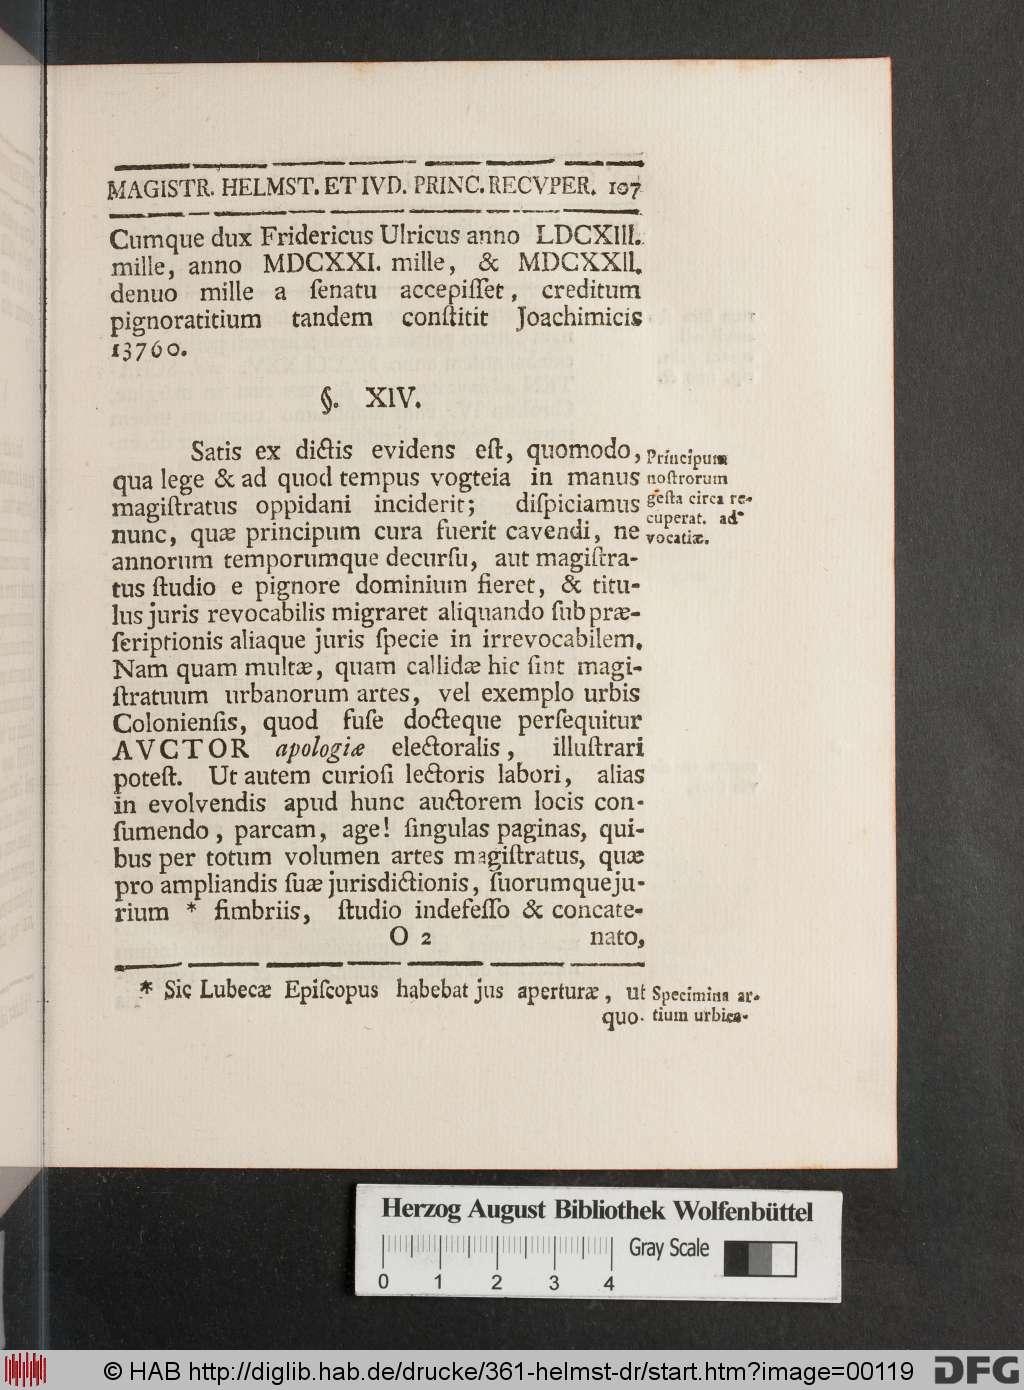 MAGISTR. HELMST. ET IVD. PRINC. RECVPER. 107
Cumque dux Fridericus Ulricus anno LDCXIII.
mille, anno MDCXXI. mille, & MDCXXII.
denuo mille a ſenatu accepiſſet, creditum
pignoratitium tandem conſtitit Joachimicis
13760.
§. XIV.
Satis ex dictis evidens eſt, quomodo,
qua lege & ad quod tempus vogteia in manus
magiſtratus oppidani inciderit; diſpiciamus
nunc, quæ principum cura fuerit cavendi, ne
annorum temporumque decurſu, aut magiſtra-
tus ſtudio e pignore dominium fieret, & titu-
lus juris revocabilis migraret aliquando ſub præ-
ſcriptionis aliaque juris ſpecie in irrevocabilem.
Nam quam multæ, quam callidæ hic ſint magi-
ſtratuum urbanorum artes, vel exemplo urbis
Colonienſis, quod fuſe docteque perſequitur
AVCTOR apologiæ electoralis, illuſtrari
poteſt. Ut autem curioſi lectoris labori, alias
in evolvendis apud hunc auctorem locis con-
ſumendo, parcam, age! ſingulas paginas, qui-
bus per totum volumen artes magiſtratus, quæ
pro ampliandis ſuæ jurisdictionis, ſuorumque ju-
rium * fimbriis, ſtudio indefeſſo & concate-
O 2 nato,
Principum
noſtrorum
geſta circa re-
cuperat. ad-
vocatiæ.
* Sic Lubecæ Epiſcopus habebat jus aperturæ, ut
quo-
Specimina ar-
tium urbica-
Herzog August Bibliothek Wolfenbüttel
Gray Scale
0 1 2 3 4
© HAB http://diglib.hab.de/drucke/361-helmst-dr/start.htm?image=00119
DFG